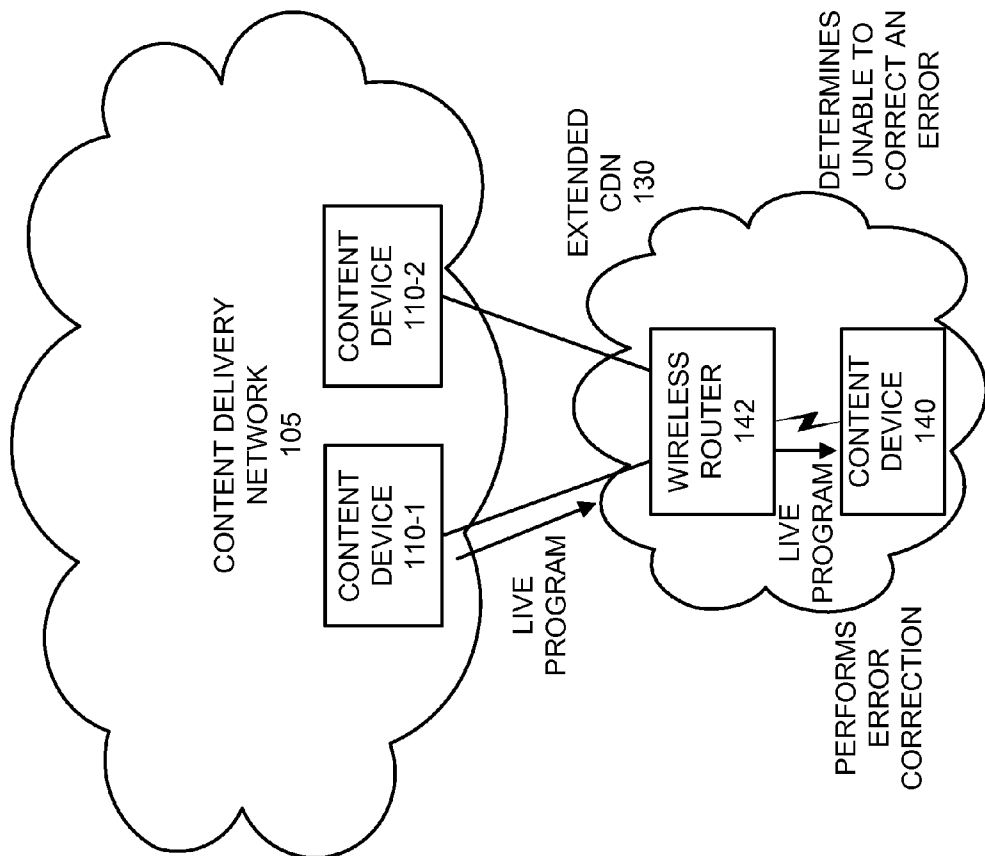 CONTENT DELIVERY
NETWORK
105
CONTENT
DEVICE
110-1
CONTENT
DEVICE
110-2
LIVE
PROGRAM
EXTENDED
CDN
130
WIRELESS
ROUTER
142
LIVE
PROGRAM
CONTENT
DEVICE
140
PERFORMS
ERROR
CORRECTION
DETERMINES
UNABLE TO
CORRECT AN
ERROR